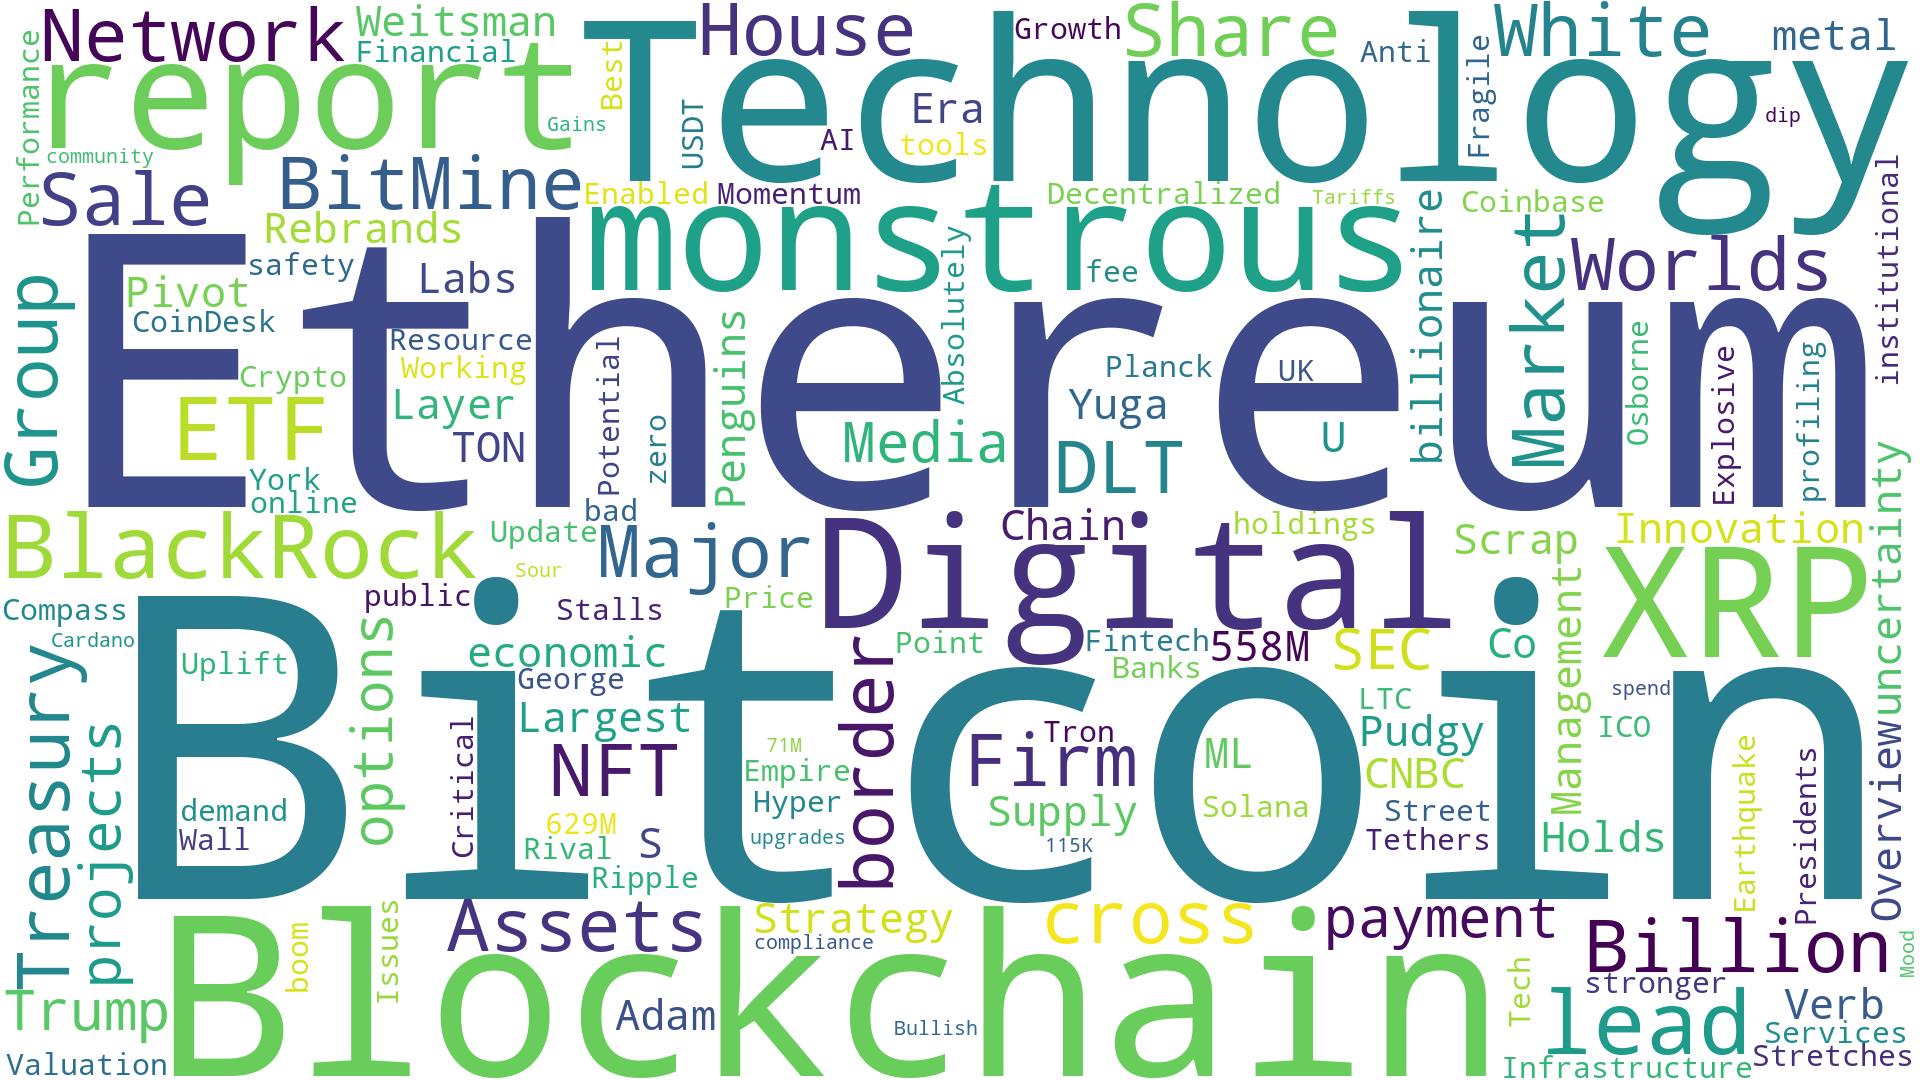 Network
Weitsman
Financial
House
Growth
Share
Anti
White
metal
Performance
report
Best
Technology
Fragile
Gains
USDT
AI
Era
tools
dip
community
Sale
BitMine
Enabled
Momentum
Decentralized
Tariffs
Coinbase
institutional
Rebrands
monstrous
billionaire
Market
Worlds
safety
Labs
Absolutely
fee
Group
Pivot
CoinDesk
Ethereum
Resource
Working
Crypto
Layer
ETF
TON
Potential
zero
Penguins
Media
Planck
Yuga
DLT
UK
U
Osborne
Explosive
profiling
York
online
bad
BlackRock
Update
Sour
Major
Digital
Chain
holdings
Scrap
Innovation
XRP
uncertainty
Compass
Cardano
public
Stalls
Price
Point
Fintech
Banks
558M
SEC
Co
Management
Treasury
projects
Uplift
options
economic
George
Largest
Bitcoin
border
LTC
Pudgy
spend
ICO
Critical
NFT
71M
Empire
Hyper
upgrades
Firm
Tron
Supply
115K
ML
Solana
CNBC
Street
Tethers
Holds
Earthquake
Presidents
Overview
demand
Wall
629M
Rival
S
Ripple
Assets
Strategy
compliance
cross
payment
Billion
Mood
Issues
boom
Trump
Valuation
Blockchain
Adam
Bullish
Tech
stronger
lead
Verb
Services
Infrastructure
Stretches